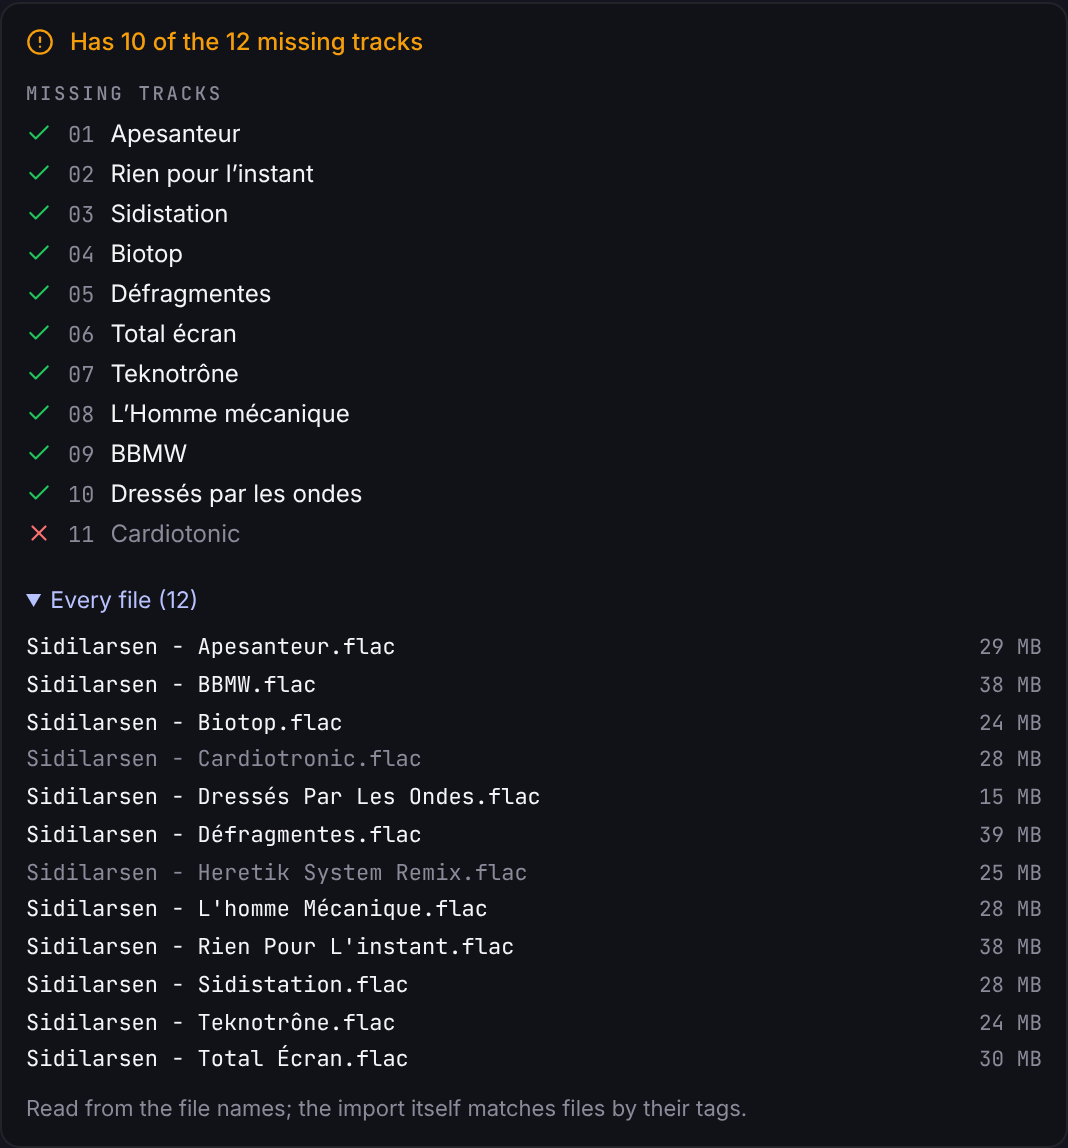 Has 10 of the 12 missing tracks
MISSING TRACKS
01 Apesanteur
02 Rien pour l’instant
03 Sidistation
04 Biotop
05 Défragmentes
06 Total écran
07 Teknotrône
08 L’Homme mécanique
09 BBMW
10 Dressés par les ondes
11 Cardiotonic
▼ Every file (12)
Sidilarsen - Apesanteur.flac 29 MB
Sidilarsen - BBMW.flac 38 MB
Sidilarsen - Biotop.flac 24 MB
Sidilarsen - Cardiotronic.flac 28 MB
Sidilarsen - Dressés Par Les Ondes.flac 15 MB
Sidilarsen - Défragmentes.flac 39 MB
Sidilarsen - Heretik System Remix.flac 25 MB
Sidilarsen - L'homme Mécanique.flac 28 MB
Sidilarsen - Rien Pour L'instant.flac 38 MB
Sidilarsen - Sidistation.flac 28 MB
Sidilarsen - Teknotrône.flac 24 MB
Sidilarsen - Total Écran.flac 30 MB
Read from the file names; the import itself matches files by their tags.